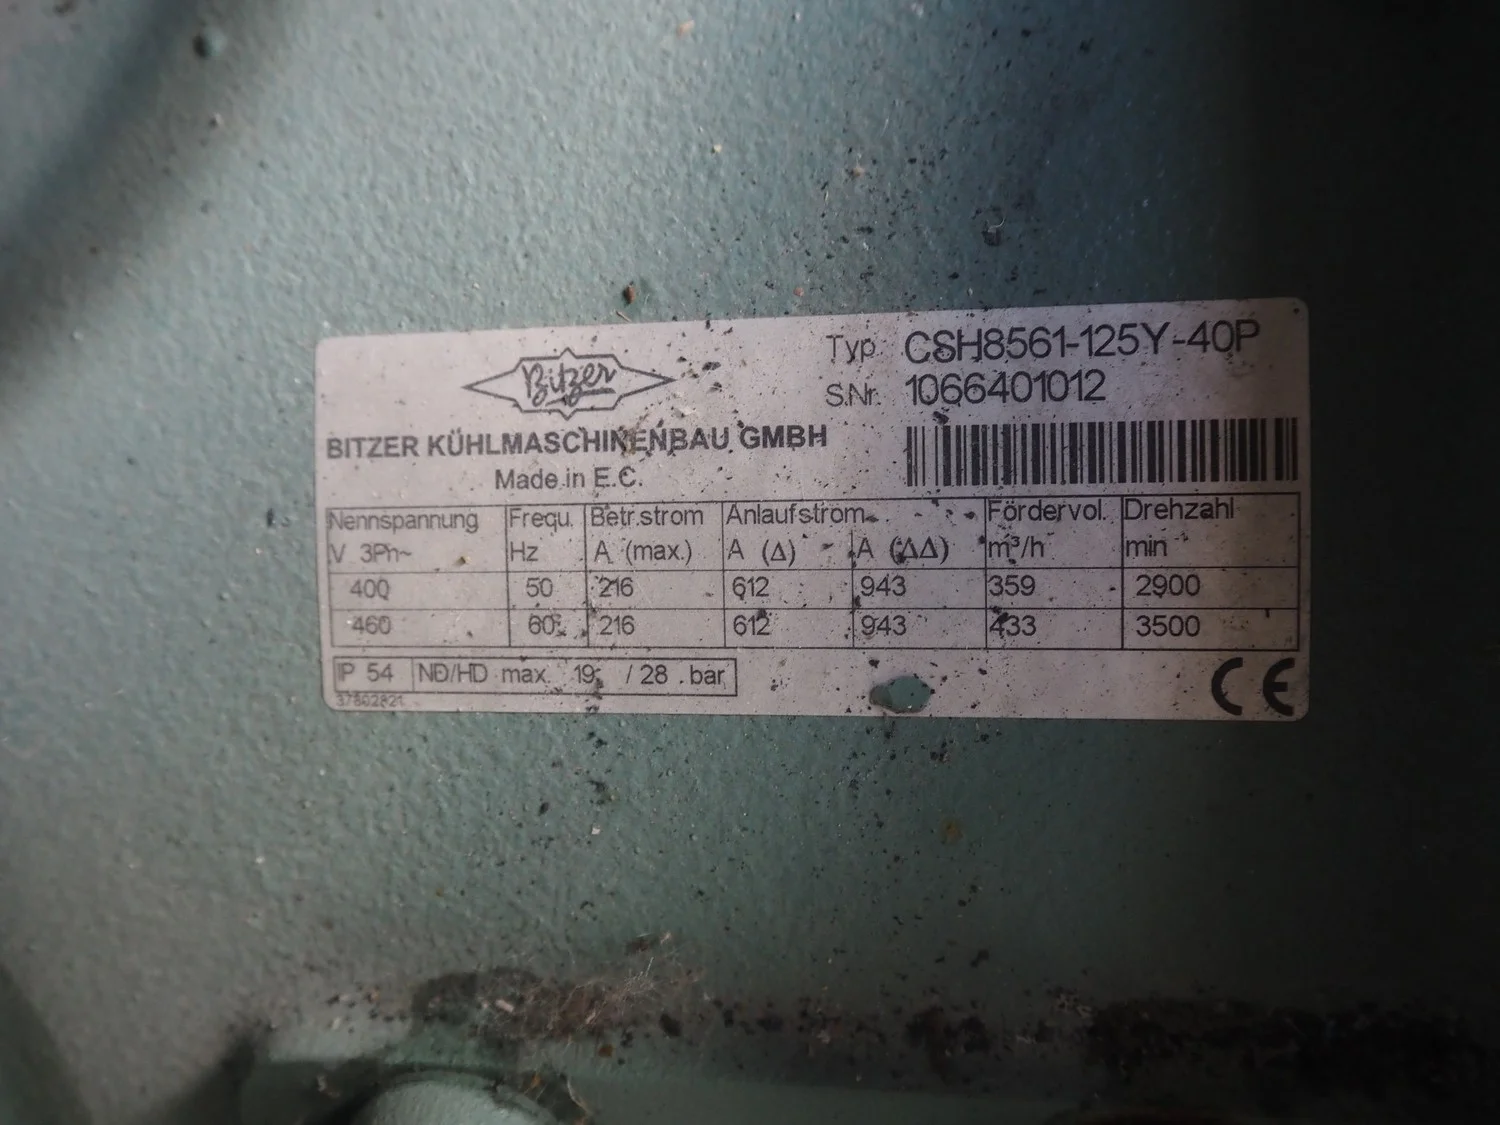 Bitzer
Typ CSH8561-125Y-40P
S.Nr. 1066401012
BITZER KÜHLMASCHINENBAU GMBH
Made in E.C.
Nennspannung Frequ. Betr.strom Anlaufstrom Fördervol. Drehzahl
V 3Ph~ Hz A (max.) A (Δ) A (ΔΔ) m³/h min
400 50 216 612 943 359 2900
460 60 216 612 943 433 3500
IP 54 ND/HD max. 19 / 28 .bar
37802821
CE